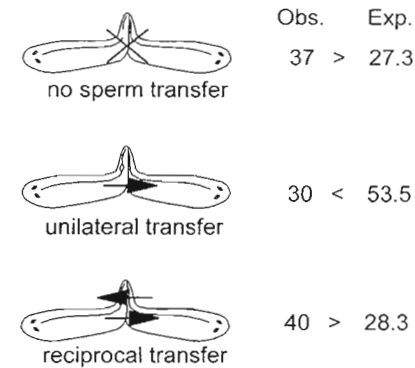 Obs. Exp.
37 > 27.3
no sperm transfer
30 < 53.5
unilateral transfer
40 > 28.3
reciprocal transfer